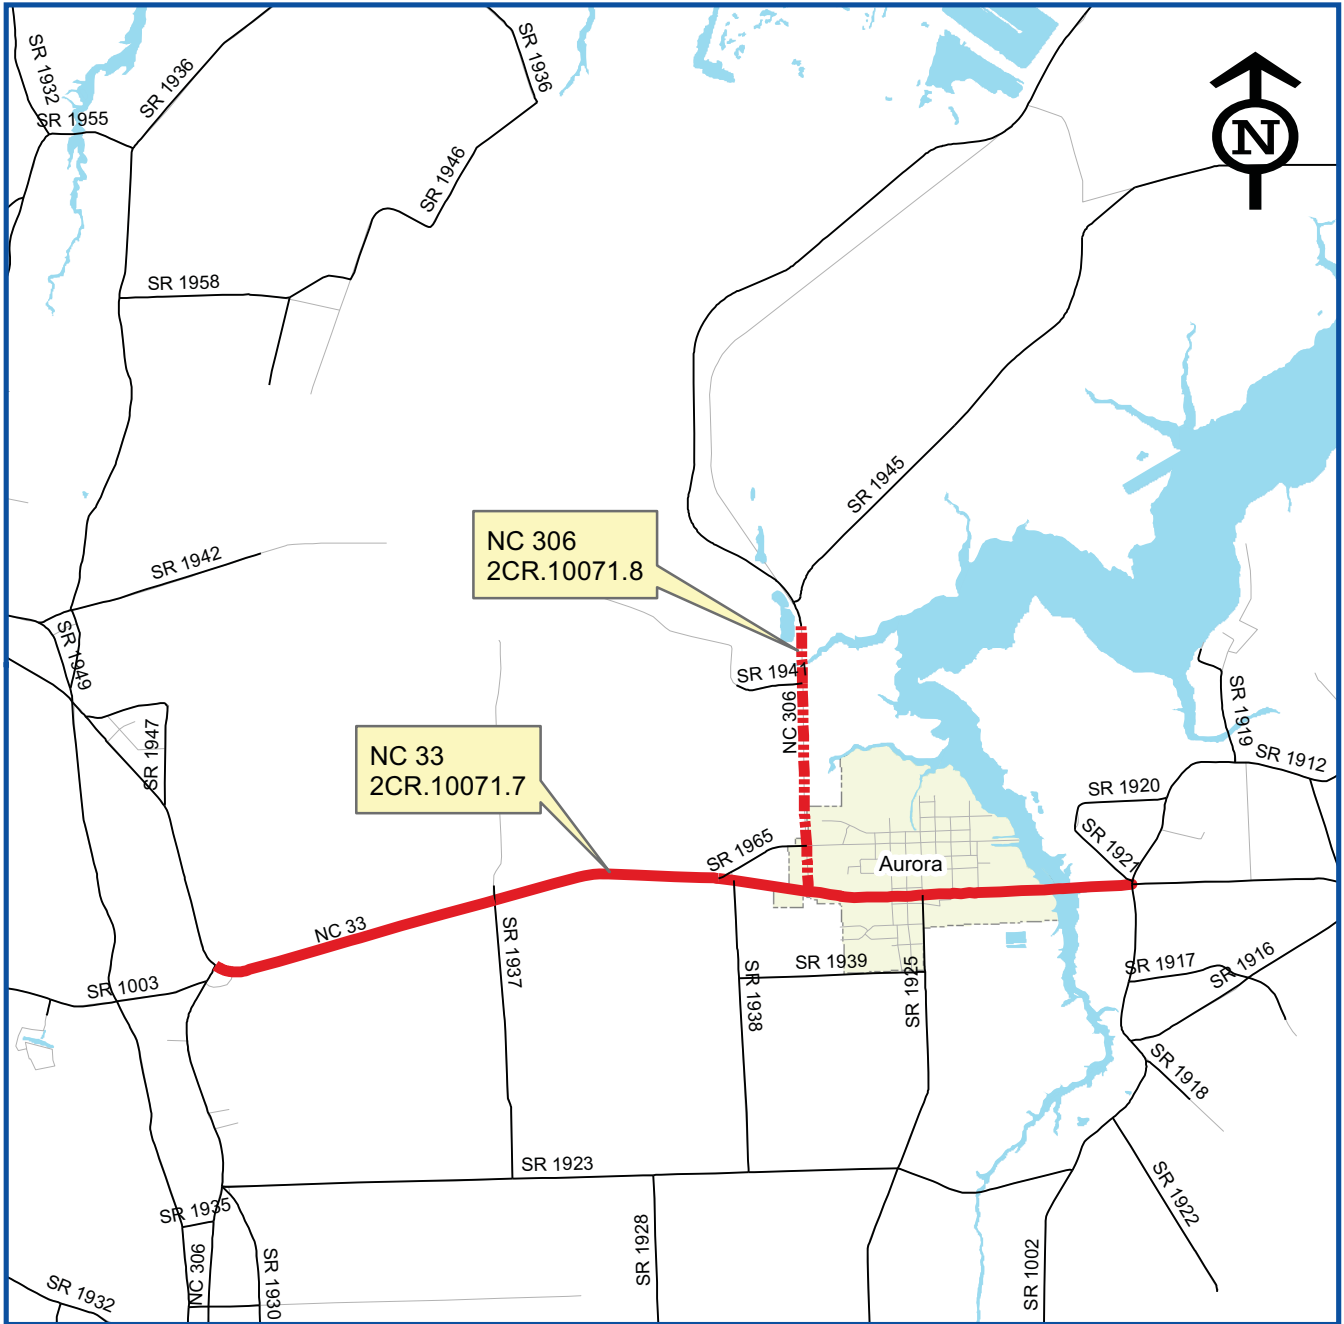 SR 1932
SR 1936
SR 1936
SR 1955
N
SR 1946
SR 1958
SR 1945
NC 306
2CR.10071.8
SR 1942
SR 1949
SR 1941
SR 1947
NC 306
SR 1919
SR 1912
NC 33
2CR.10071.7
SR 1920
SR 1921
SR 1965
Aurora
NC 33
SR 1937
SR 1938
SR 1939
SR 1925
SR 1917
SR 1916
SR 1003
SR 1918
SR 1923
SR 1922
SR 1935
NC 306
SR 1930
SR 1928
SR 1002
SR 1932